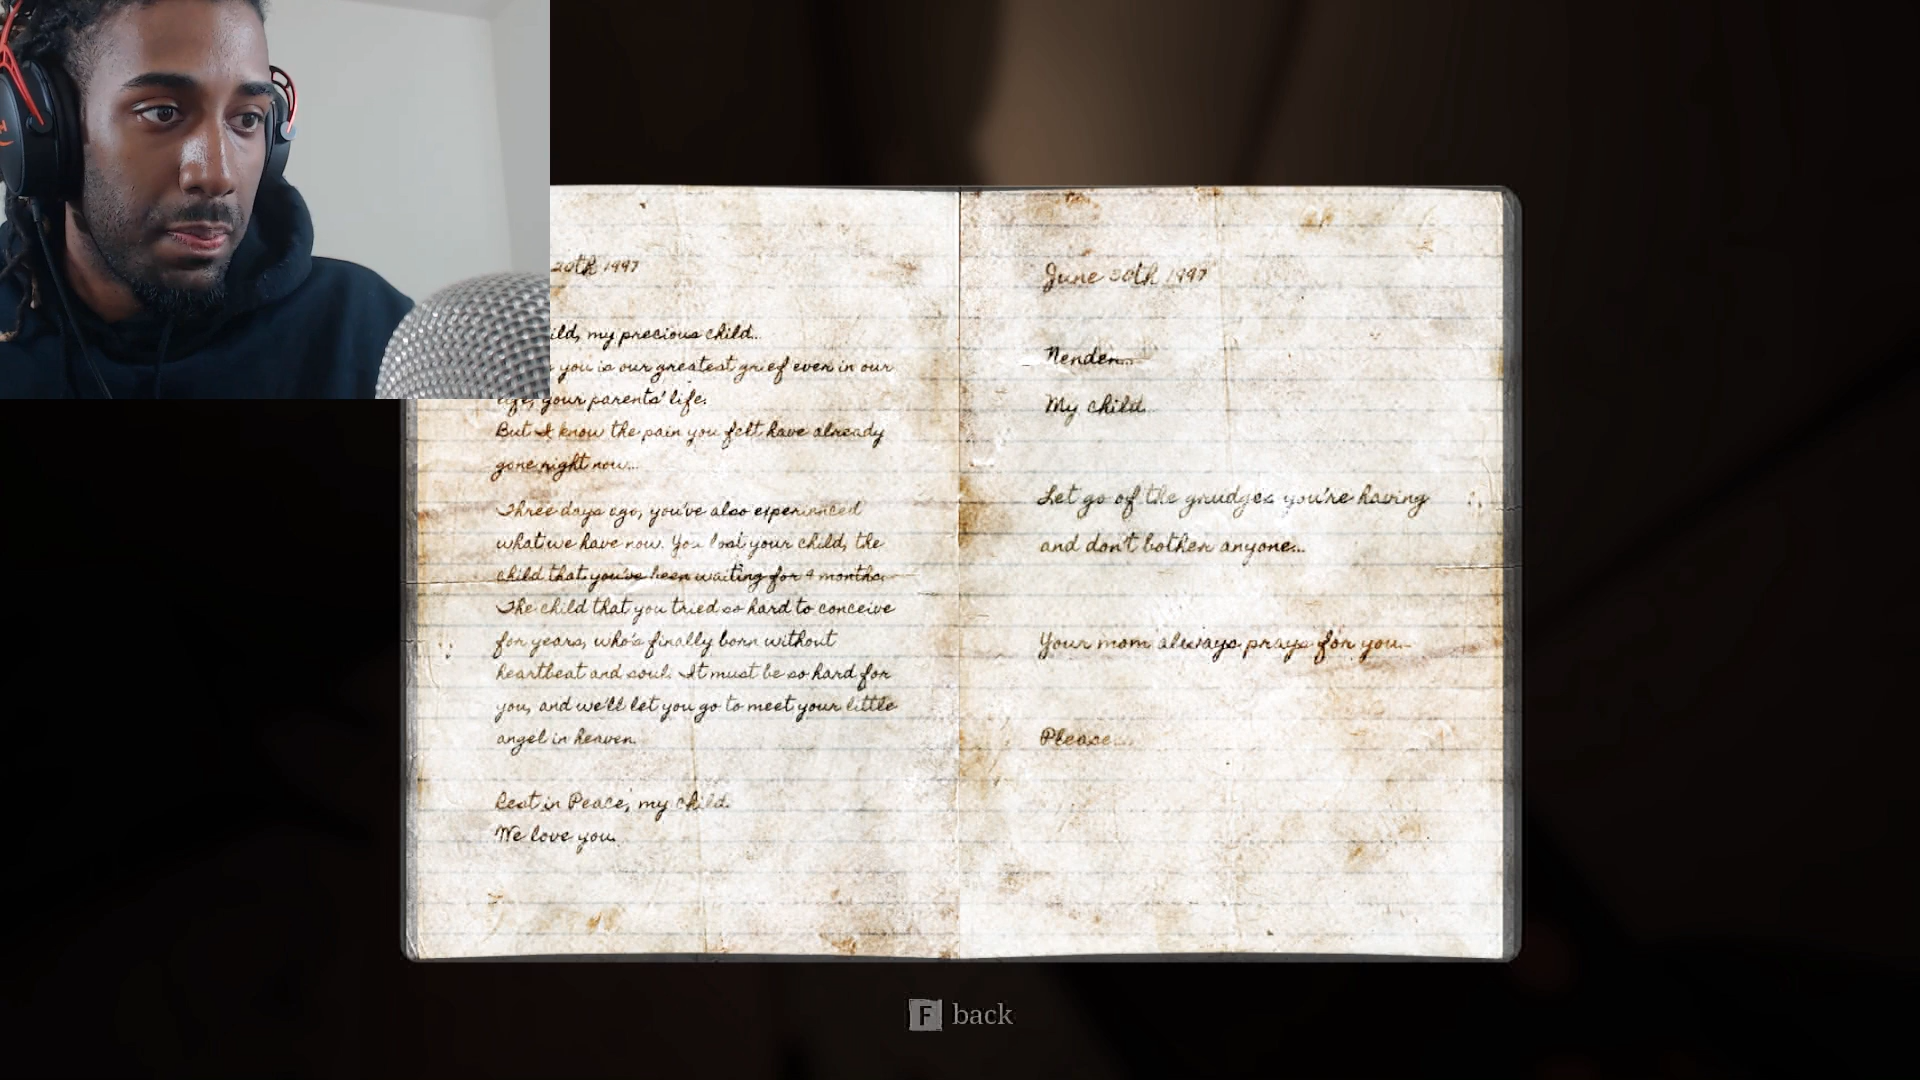 20th 1997
my precious child...
you is our greatest grief ever in our
life, your parents' life.
But I know the pain you felt have already
gone right now...
Three days ago, you've also experienced
what we have now. You lost your child, the
child that you've been waiting for 9 months.
The child that you tried so hard to conceive
for years, who's finally born without
heartbeat and soul. It must be so hard for
you, and we'll let you go to meet your little
angel in heaven.
Rest in Peace, my child.
We love you.
June 30th 1997
Nenden...
My child.
Let go of the grudges you're having
and don't bother anyone...
Your mom always prays for you...
Please...
F back